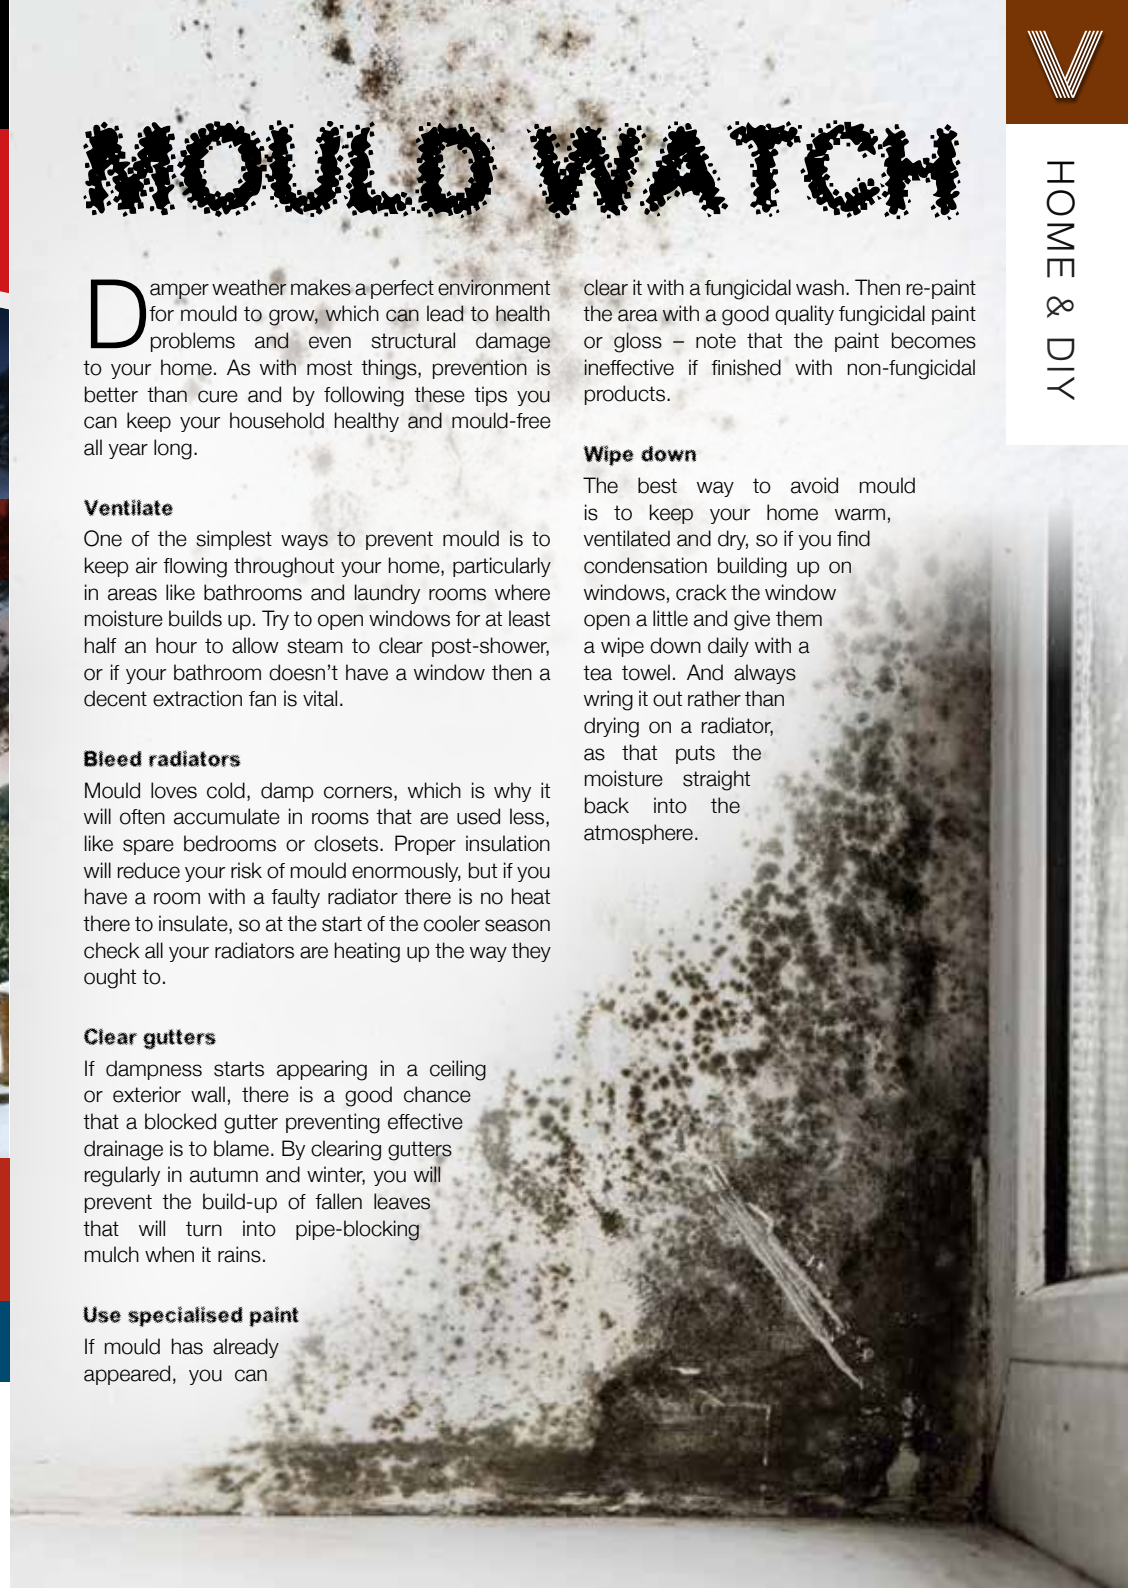 MOULD WATCH
V
HOME & DIY
Damper weather makes a perfect environment
for mould to grow, which can lead to health
problems and even structural damage
to your home. As with most things, prevention is
better than cure and by following these tips you
can keep your household healthy and mould-free
all year long.
Ventilate
One of the simplest ways to prevent mould is to
keep air flowing throughout your home, particularly
in areas like bathrooms and laundry rooms where
moisture builds up. Try to open windows for at least
half an hour to allow steam to clear post-shower,
or if your bathroom doesn't have a window then a
decent extraction fan is vital.
Bleed radiators
Mould loves cold, damp corners, which is why it
will often accumulate in rooms that are used less,
like spare bedrooms or closets. Proper insulation
will reduce your risk of mould enormously, but if you
have a room with a faulty radiator there is no heat
there to insulate, so at the start of the cooler season
check all your radiators are heating up the way they
ought to.
Clear gutters
If dampness starts appearing in a ceiling
or exterior wall, there is a good chance
that a blocked gutter preventing effective
drainage is to blame. By clearing gutters
regularly in autumn and winter, you will
prevent the build-up of fallen leaves
that will turn into pipe-blocking
mulch when it rains.
Use specialised paint
If mould has already
appeared, you can
clear it with a fungicidal wash. Then re-paint
the area with a good quality fungicidal paint
or gloss – note that the paint becomes
ineffective if finished with non-fungicidal
products.
Wipe down
The best way to avoid mould
is to keep your home warm,
ventilated and dry, so if you find
condensation building up on
windows, crack the window
open a little and give them
a wipe down daily with a
tea towel. And always
wring it out rather than
drying on a radiator,
as that puts the
moisture straight
back into the
atmosphere.